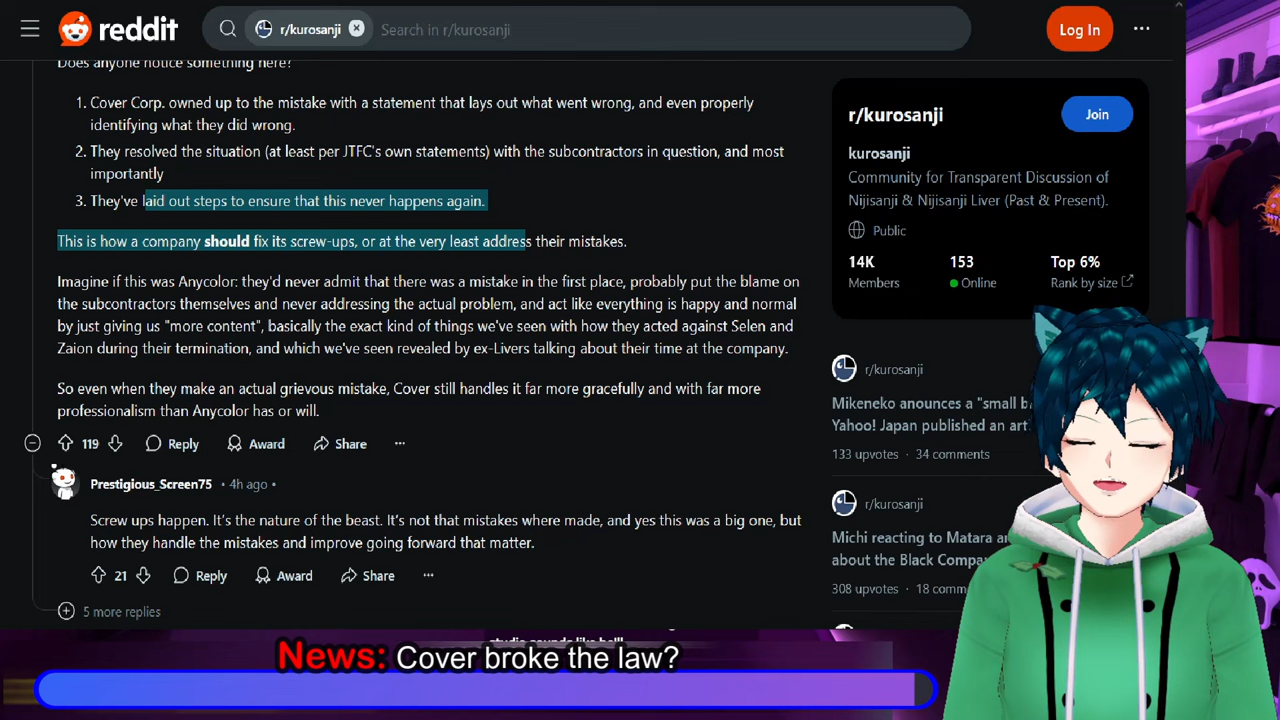 reddit
r/kurosanji
Search in r/kurosanji
Log In
Does anyone notice something here?
1. Cover Corp. owned up to the mistake with a statement that lays out what went wrong, and even properly
identifying what they did wrong.
2. They resolved the situation (at least per JTFC's own statements) with the subcontractors in question, and most
importantly
3. They've laid out steps to ensure that this never happens again.
This is how a company should fix its screw-ups, or at the very least address their mistakes.
Imagine if this was Anycolor: they'd never admit that there was a mistake in the first place, probably put the blame on
the subcontractors themselves and never addressing the actual problem, and act like everything is happy and normal
by just giving us "more content", basically the exact kind of things we've seen with how they acted against Selen and
Zaion during their termination, and which we've seen revealed by ex-Livers talking about their time at the company.
So even when they make an actual grievous mistake, Cover still handles it far more gracefully and with far more
professionalism than Anycolor has or will.
119 Reply Award Share
Prestigious_Screen75 • 4h ago •
Screw ups happen. It's the nature of the beast. It's not that mistakes where made, and yes this was a big one, but
how they handle the mistakes and improve going forward that matter.
21 Reply Award Share
5 more replies
r/kurosanji
Join
kurosanji
Community for Transparent Discussion of
Nijisanji & Nijisanji Liver (Past & Present).
Public
14K 153 Top 6%
Members Online Rank by size
r/kurosanji
Mikeneko anounces a "small b
Yahoo! Japan published an art
133 upvotes • 34 comments
r/kurosanji
Michi reacting to Matara an
about the Black Compa
308 upvotes • 18 comm
News: Cover broke the law?